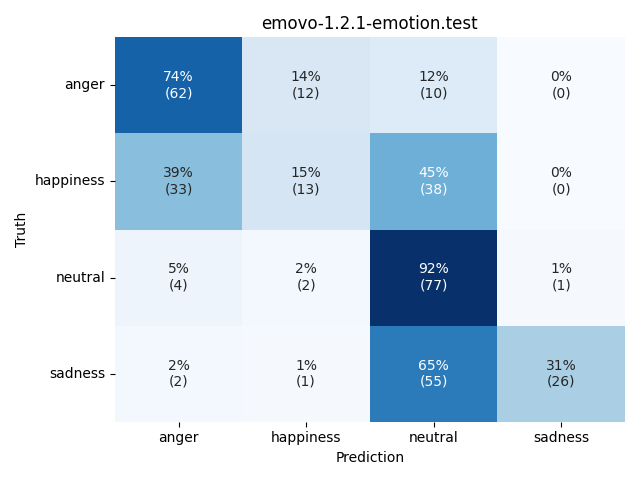 emovo-1.2.1-emotion.test
Truth
anger
74%
(62)
14%
(12)
12%
(10)
0%
(0)
happiness
39%
(33)
15%
(13)
45%
(38)
0%
(0)
neutral
5%
(4)
2%
(2)
92%
(77)
1%
(1)
sadness
2%
(2)
1%
(1)
65%
(55)
31%
(26)
anger
happiness
neutral
sadness
Prediction